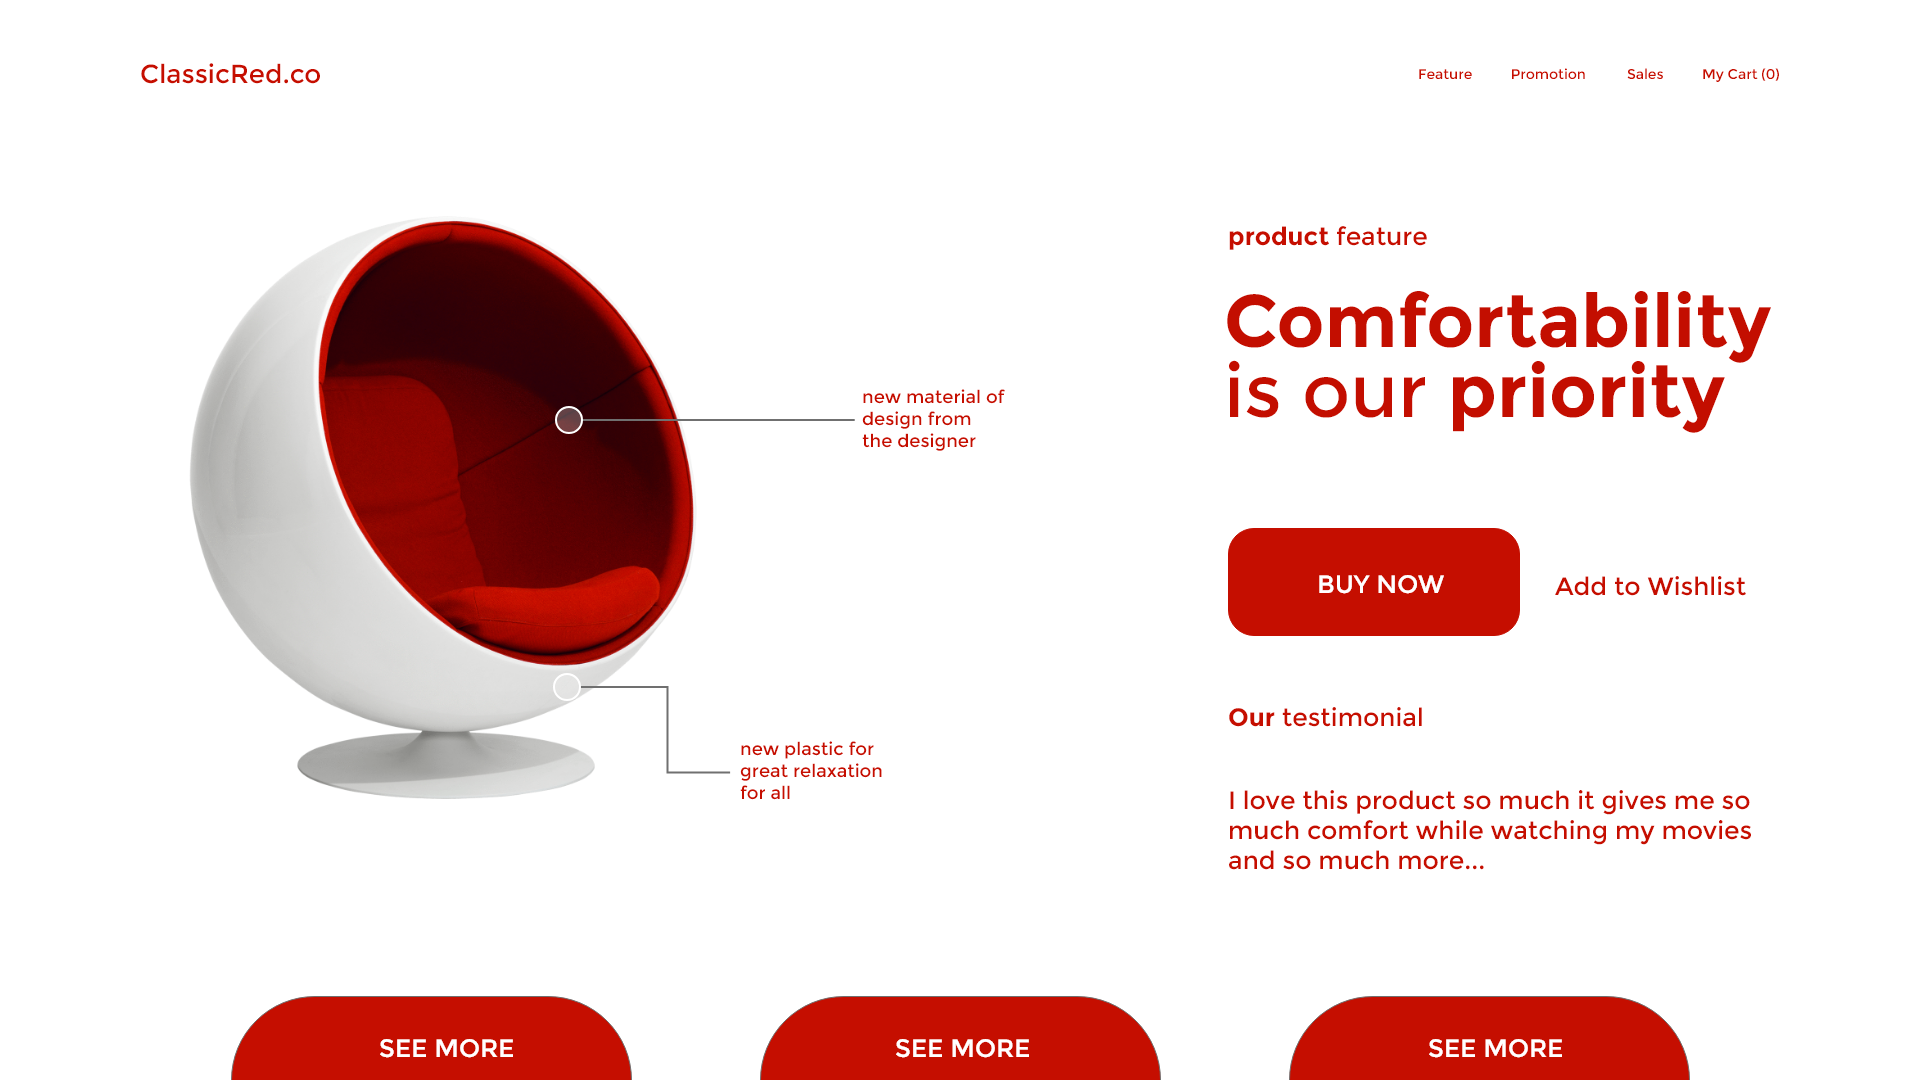 ClassicRed.co
Feature
Promotion
Sales
My Cart (0)
product feature
Comfortability
is our priority
new material of
design from
the designer
BUY NOW
Add to Wishlist
Our testimonial
new plastic for
great relaxation
for all
I love this product so much it gives me so
much comfort while watching my movies
and so much more...
SEE MORE
SEE MORE
SEE MORE